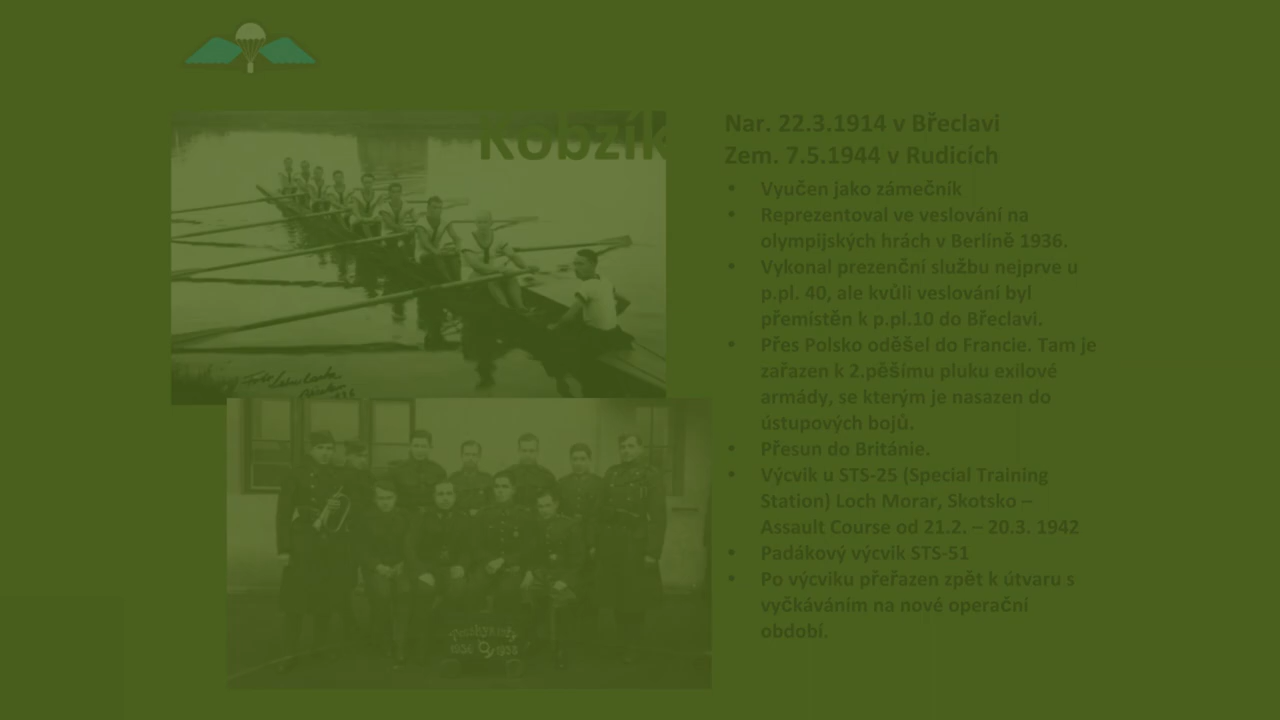 Kobzík
Nar. 22.3.1914 v Břeclavi
Zem. 7.5.1944 v Rudicích
• Vyučen jako zámečník
• Reprezentoval ve veslování na
olympijských hrách v Berlíně 1936.
• Vykonal prezenční službu nejprve u
p.pl. 40, ale kvůli veslování byl
přemístěn k p.pl.10 do Břeclavi.
• Přes Polsko oděšel do Francie. Tam je
zařazen k 2.pěšímu pluku exilové
armády, se kterým je nasazen do
ústupových bojů.
• Přesun do Británie.
• Výcvik u STS-25 (Special Training
Station) Loch Morar, Skotsko –
Assault Course od 21.2. – 20.3. 1942
• Padákový výcvik STS-51
• Po výcviku přeřazen zpět k útvaru s
vyčkáváním na nové operační
období.
Foto
1936 1938